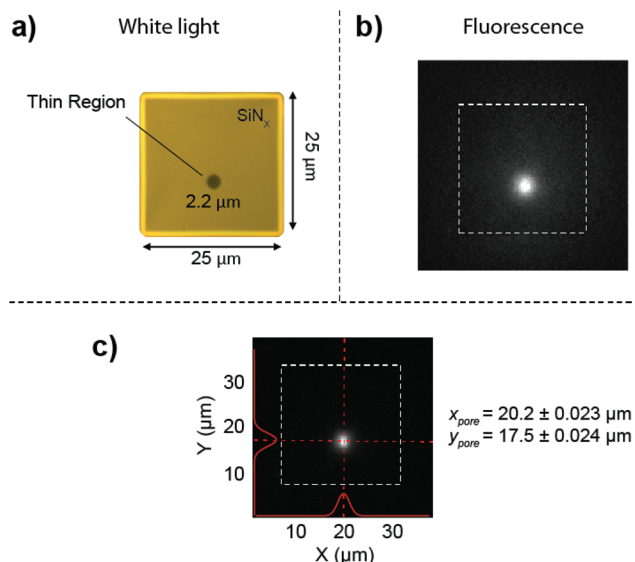 a) White light
Thin Region
SiNₓ
2.2 µm
25 µm
25 µm
b) Fluorescence
c)
30
20
10
Y (µm)
10 20 30
X (µm)
xpore = 20.2 ± 0.023 µm
ypore = 17.5 ± 0.024 µm